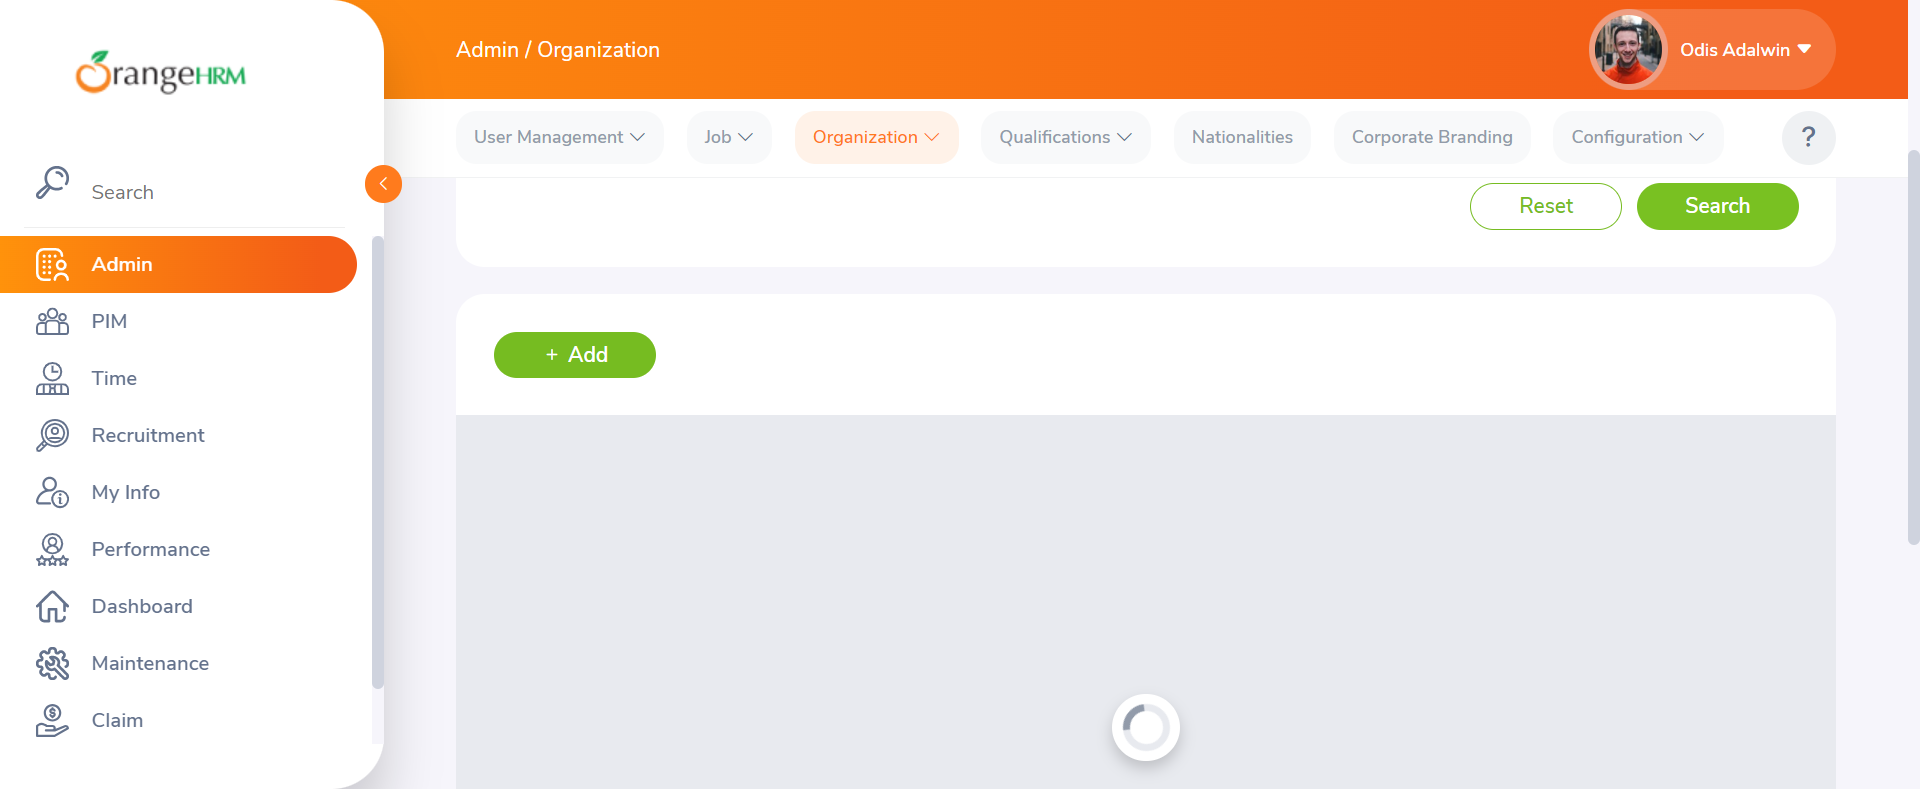 OrangeHRM
Admin / Organization
Odis Adalwin
User Management
Job
Organization
Qualifications
Nationalities
Corporate Branding
Configuration
?
Search
Reset
Search
Admin
PIM
Time
Recruitment
My Info
Performance
Dashboard
Maintenance
Claim
+ Add